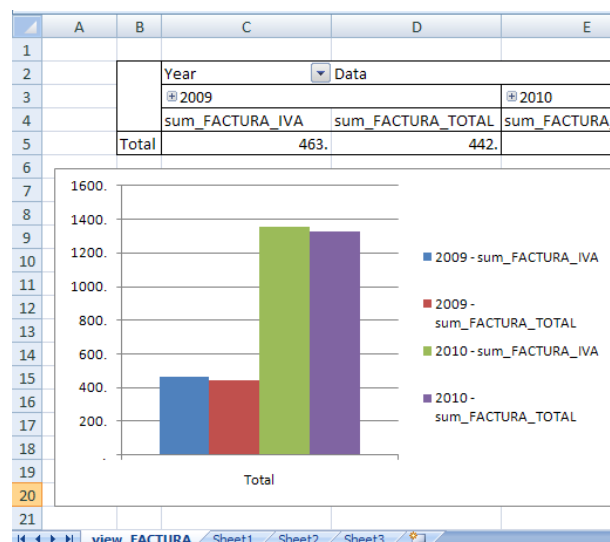 A B C D E
1
2 Year Data
3 2009 2010
4 sum_FACTURA_IVA sum_FACTURA_TOTAL sum_FACTURA
5 Total 463. 442.
6
7 1600.
8 1400.
9 1200.
10 2009 - sum_FACTURA_IVA
11 1000.
12 800. 2009 -
13 sum_FACTURA_TOTAL
14 600. 2010 - sum_FACTURA_IVA
15 400.
16 2010 -
17 200. sum_FACTURA_TOTAL
18
19 Total
20
21
view_FACTURA Sheet1 Sheet2 Sheet3